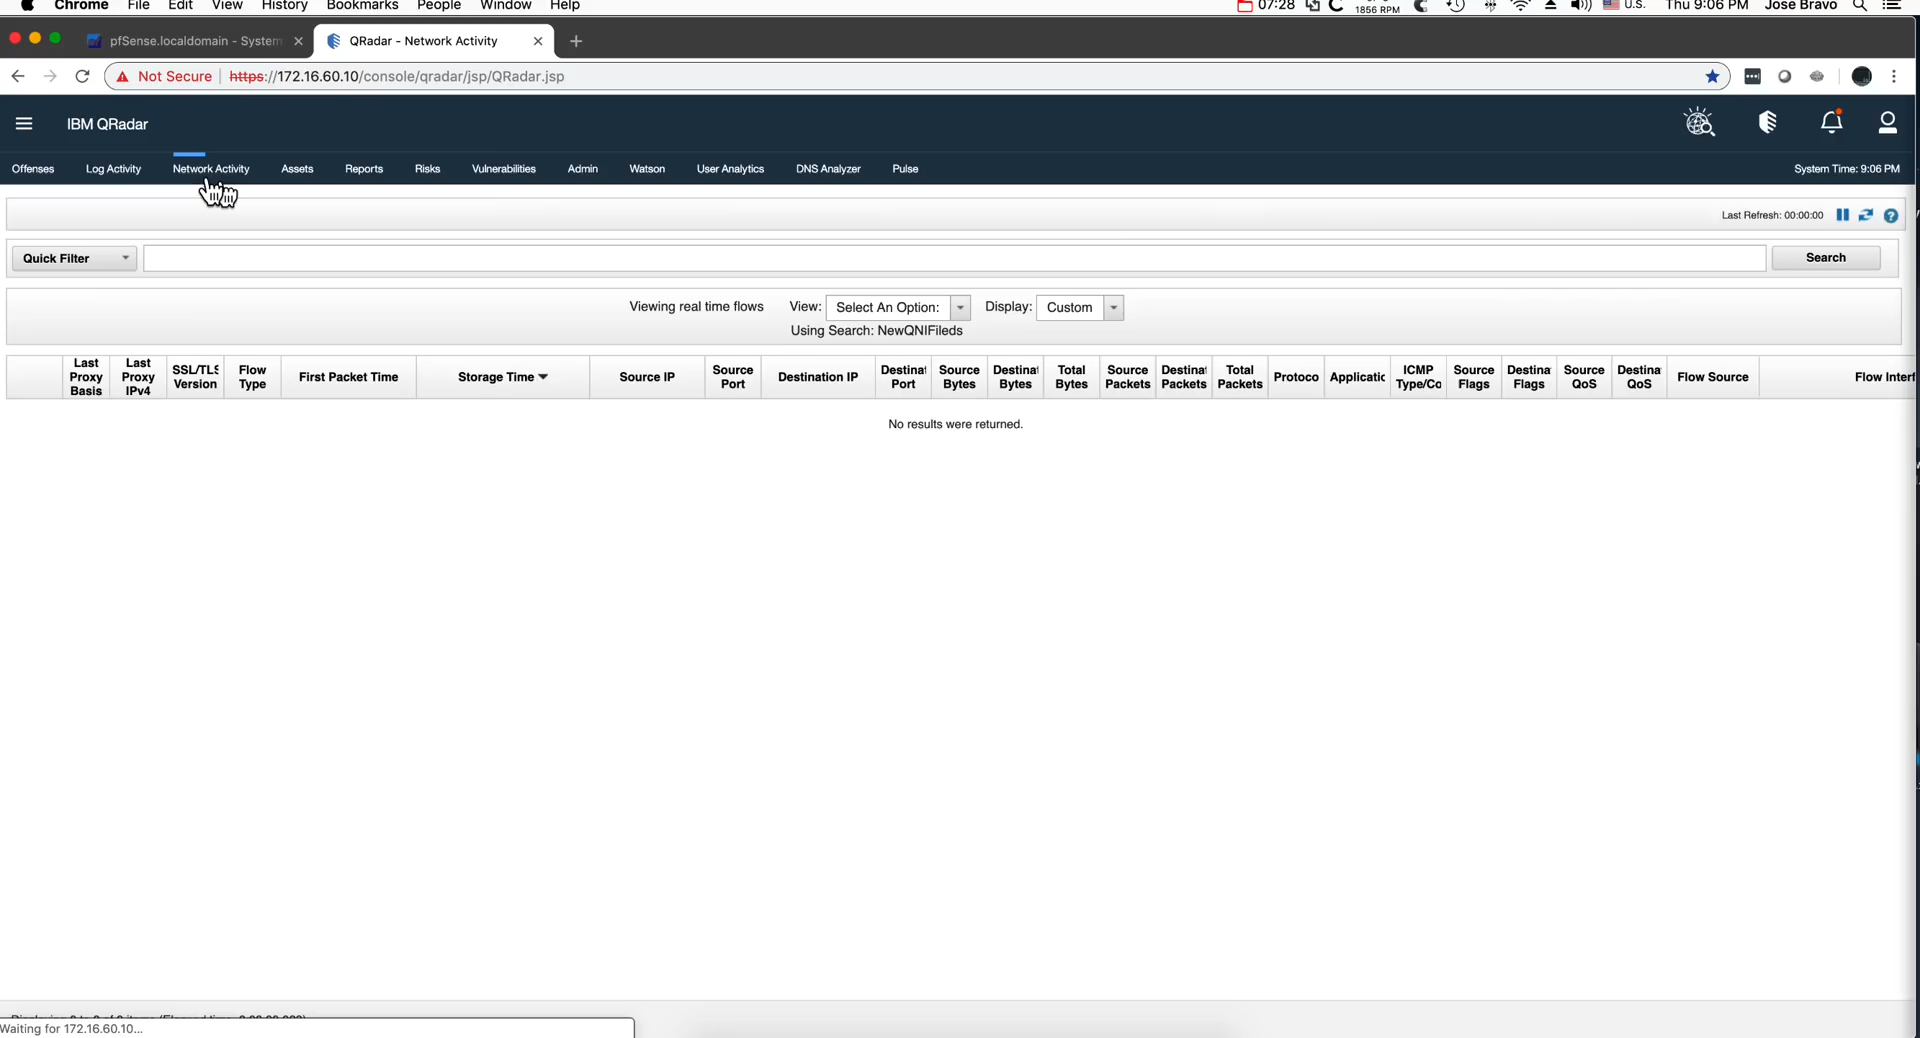 Chrome File Edit View History Bookmarks People Window Help 07:28 1856 RPM U.S. Thu 9:06 PM Jose Bravo
pfSense.localdomain - System QRadar - Network Activity
Not Secure https://172.16.60.10/console/qradar/jsp/QRadar.jsp
IBM QRadar
Offenses Log Activity Network Activity Assets Reports Risks Vulnerabilities Admin Watson User Analytics DNS Analyzer Pulse System Time: 9:06 PM
Last Refresh: 00:00:00
Quick Filter Search
Viewing real time flows View: Select An Option: Display: Custom
Using Search: NewQNIFileds
Last Proxy Basis
Last Proxy IPv4
SSL/TLS Version
Flow Type
First Packet Time
Storage Time
Source IP
Source Port
Destination IP
Destinat Port
Source Bytes
Destinat Bytes
Total Bytes
Source Packets
Destinat Packets
Total Packets
Protoco
Applicatic
ICMP Type/Co
Source Flags
Destina Flags
Source QoS
Destina QoS
Flow Source
Flow Interf
No results were returned.
Waiting for 172.16.60.10...